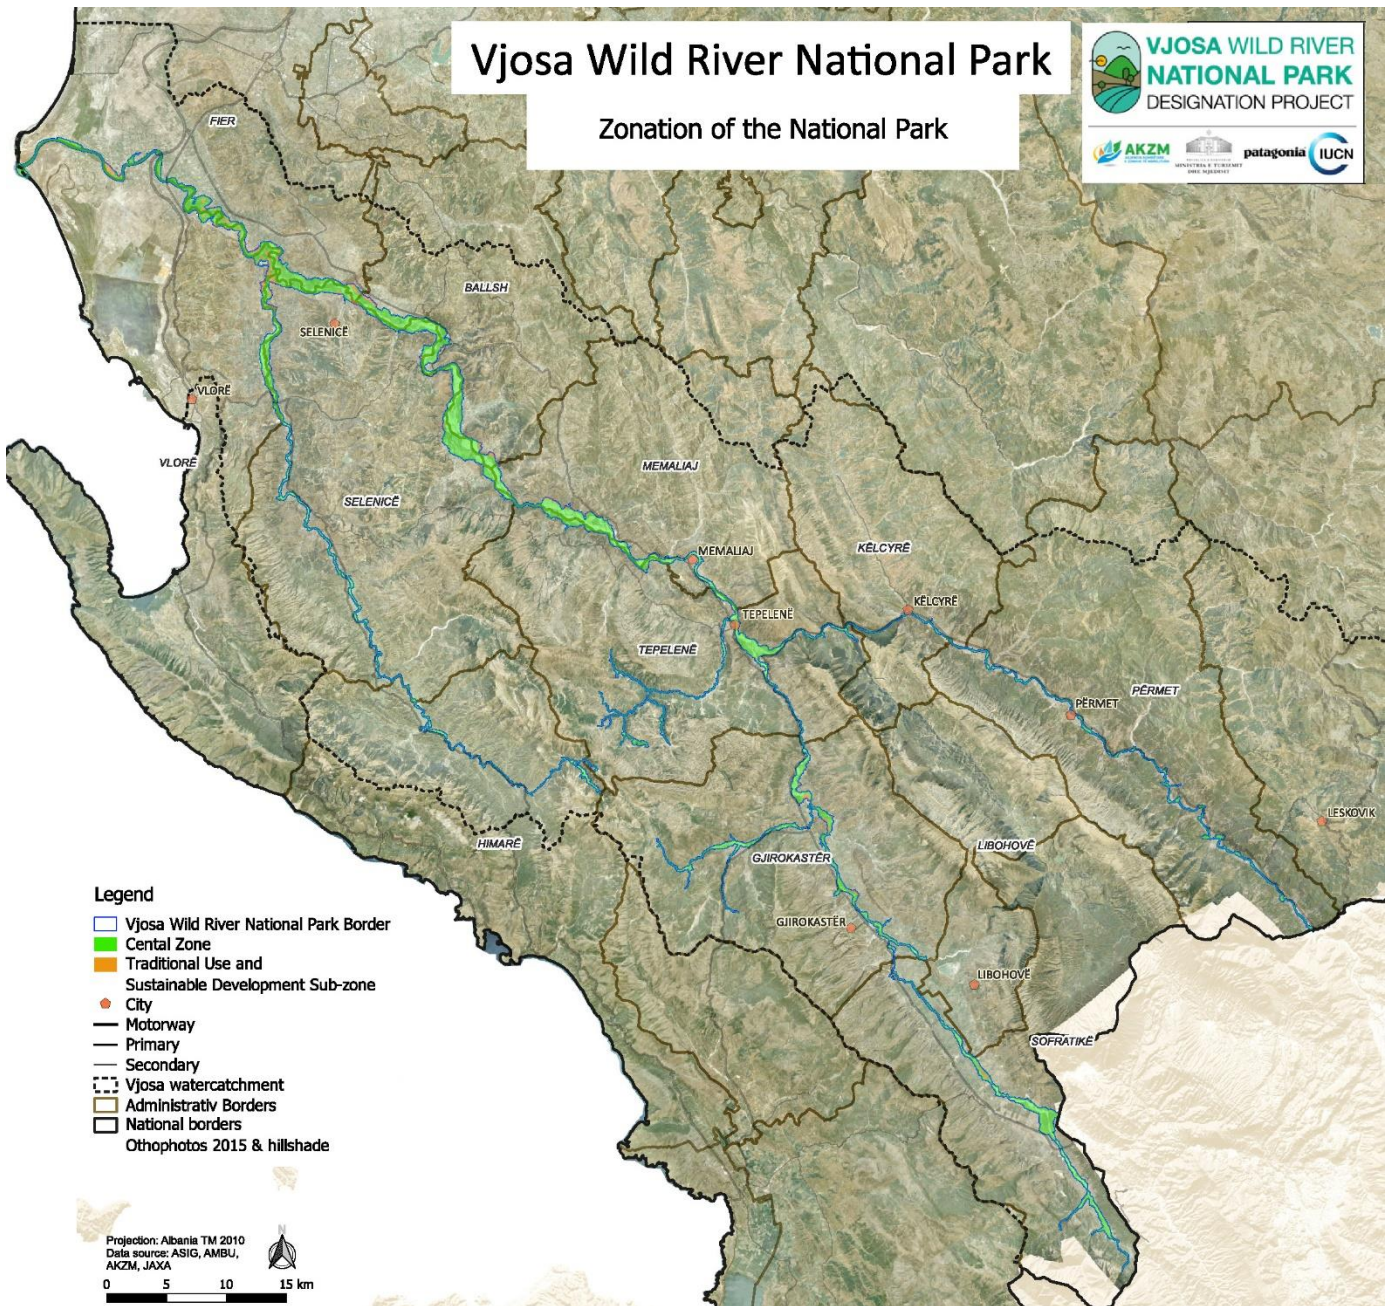 Vjosa Wild River National Park
Zonation of the National Park
VJOSA WILD RIVER
NATIONAL PARK
DESIGNATION PROJECT
AKZM
MINISTRIA E TURIZMIT
DHE MJEDISIT
patagonia
IUCN
FIER
BALLSH
SELENICË
VLORË
VLORË
SELENICË
MEMALIAJ
MEMALIAJ
KËLCYRË
KËLCYRË
TEPELENË
TEPELENË
PËRMET
PËRMET
LESKOVIK
HIMARË
GJIROKASTËR
LIBOHOVË
GJIROKASTËR
LIBOHOVË
SOFRATIKË
Legend
Vjosa Wild River National Park Border
Cental Zone
Traditional Use and
Sustainable Development Sub-zone
City
Motorway
Primary
Secondary
Vjosa watercatchment
Administrativ Borders
National borders
Othophotos 2015 & hillshade
Projection: Albania TM 2010
Data source: ASIG, AMBU,
AKZM, JAXA
N
0 5 10 15 km